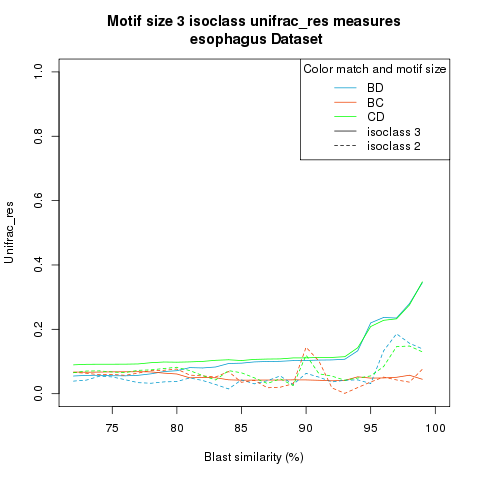 Motif size 3 isoclass unifrac_res measures
esophagus Dataset
Color match and motif size
BD
BC
CD
isoclass 3
isoclass 2
Unifrac_res
1.0
0.8
0.6
0.4
0.2
0.0
75 80 85 90 95 100
Blast similarity (%)